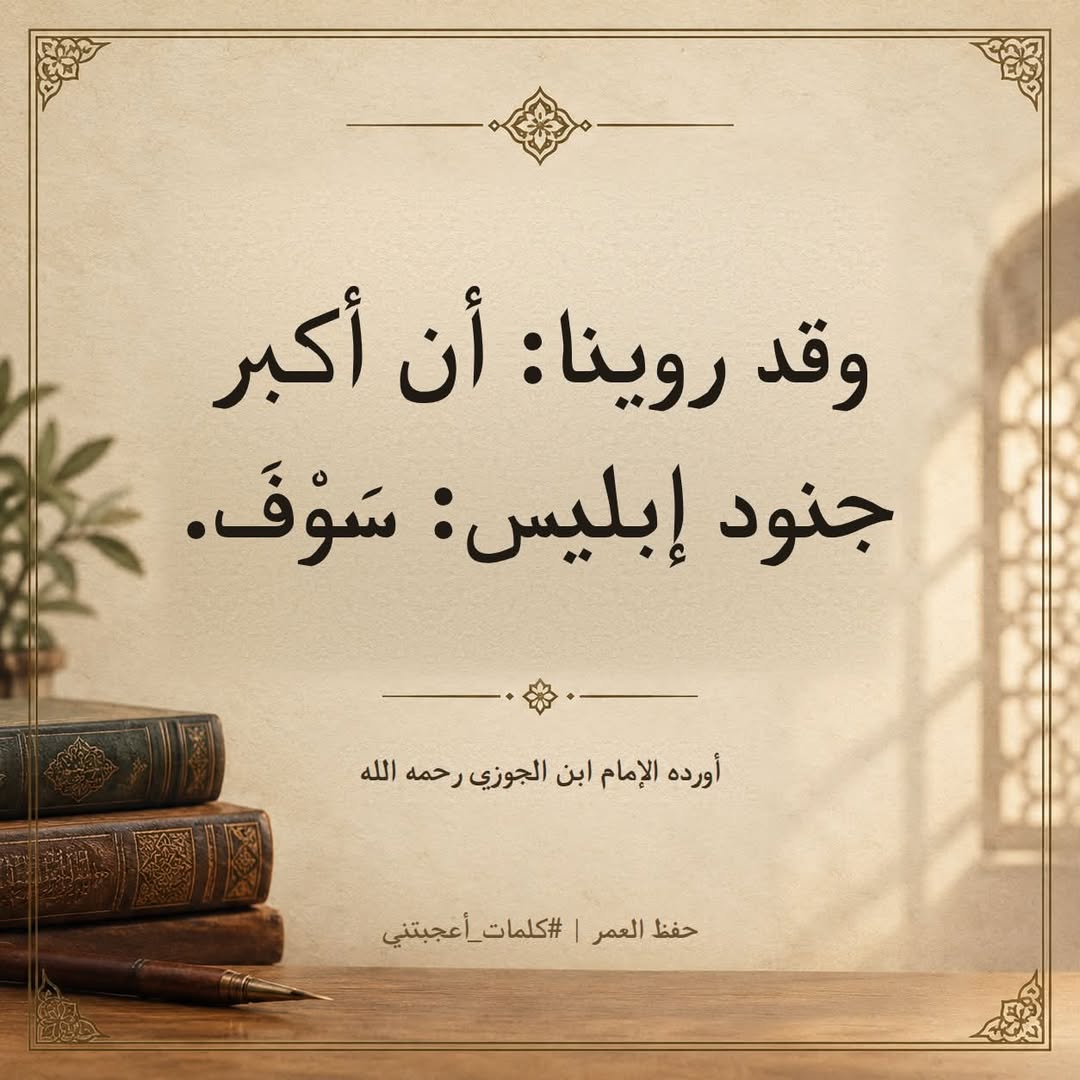 وقد روينا: أن أكبر
جنود إبليس: سَوْفَ.
أورده الإمام ابن الجوزي رحمه الله
حفظ العمر | #كلمات_أعجبتني